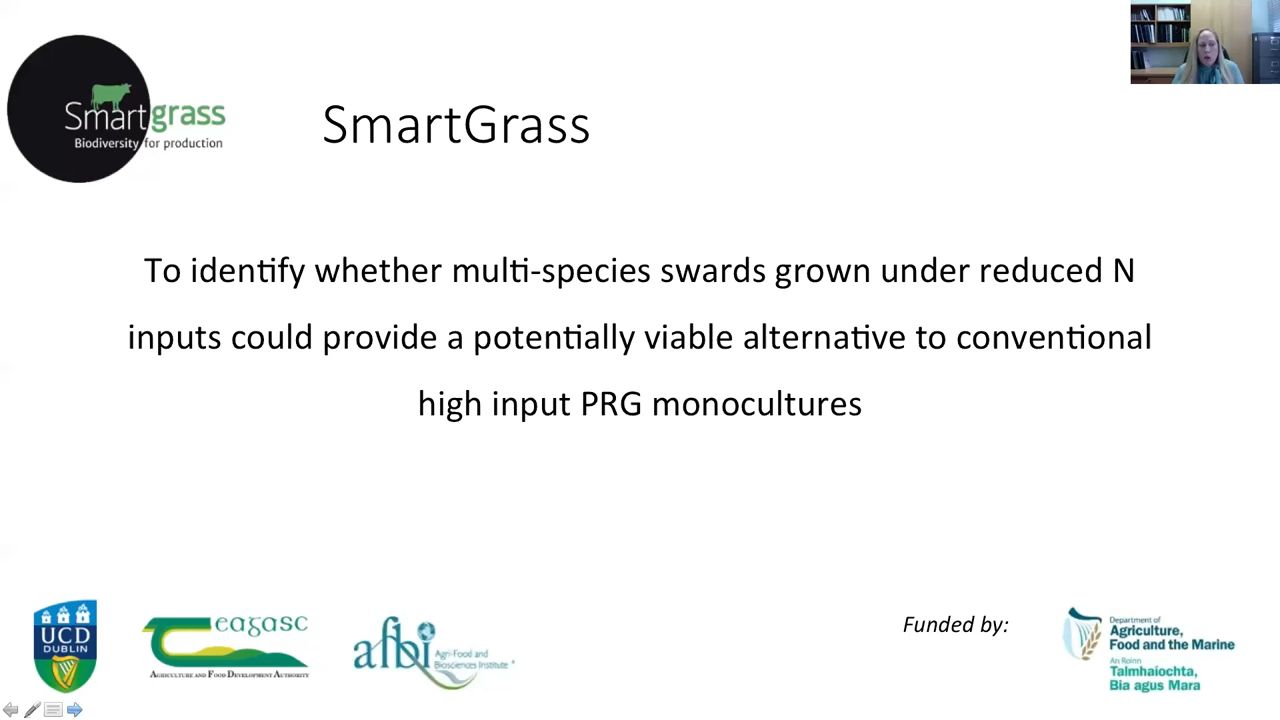 Smartgrass
Biodiversity for production
SmartGrass
To identify whether multi-species swards grown under reduced N
inputs could provide a potentially viable alternative to conventional
high input PRG monocultures
UCD
DUBLIN
Teagasc
AGRICULTURE AND FOOD DEVELOPMENT AUTHORITY
afbi
Agri-Food and
Biosciences Institute
Funded by:
Department of
Agriculture,
Food and the Marine
An Roinn
Talmhaíochta,
Bia agus Mara